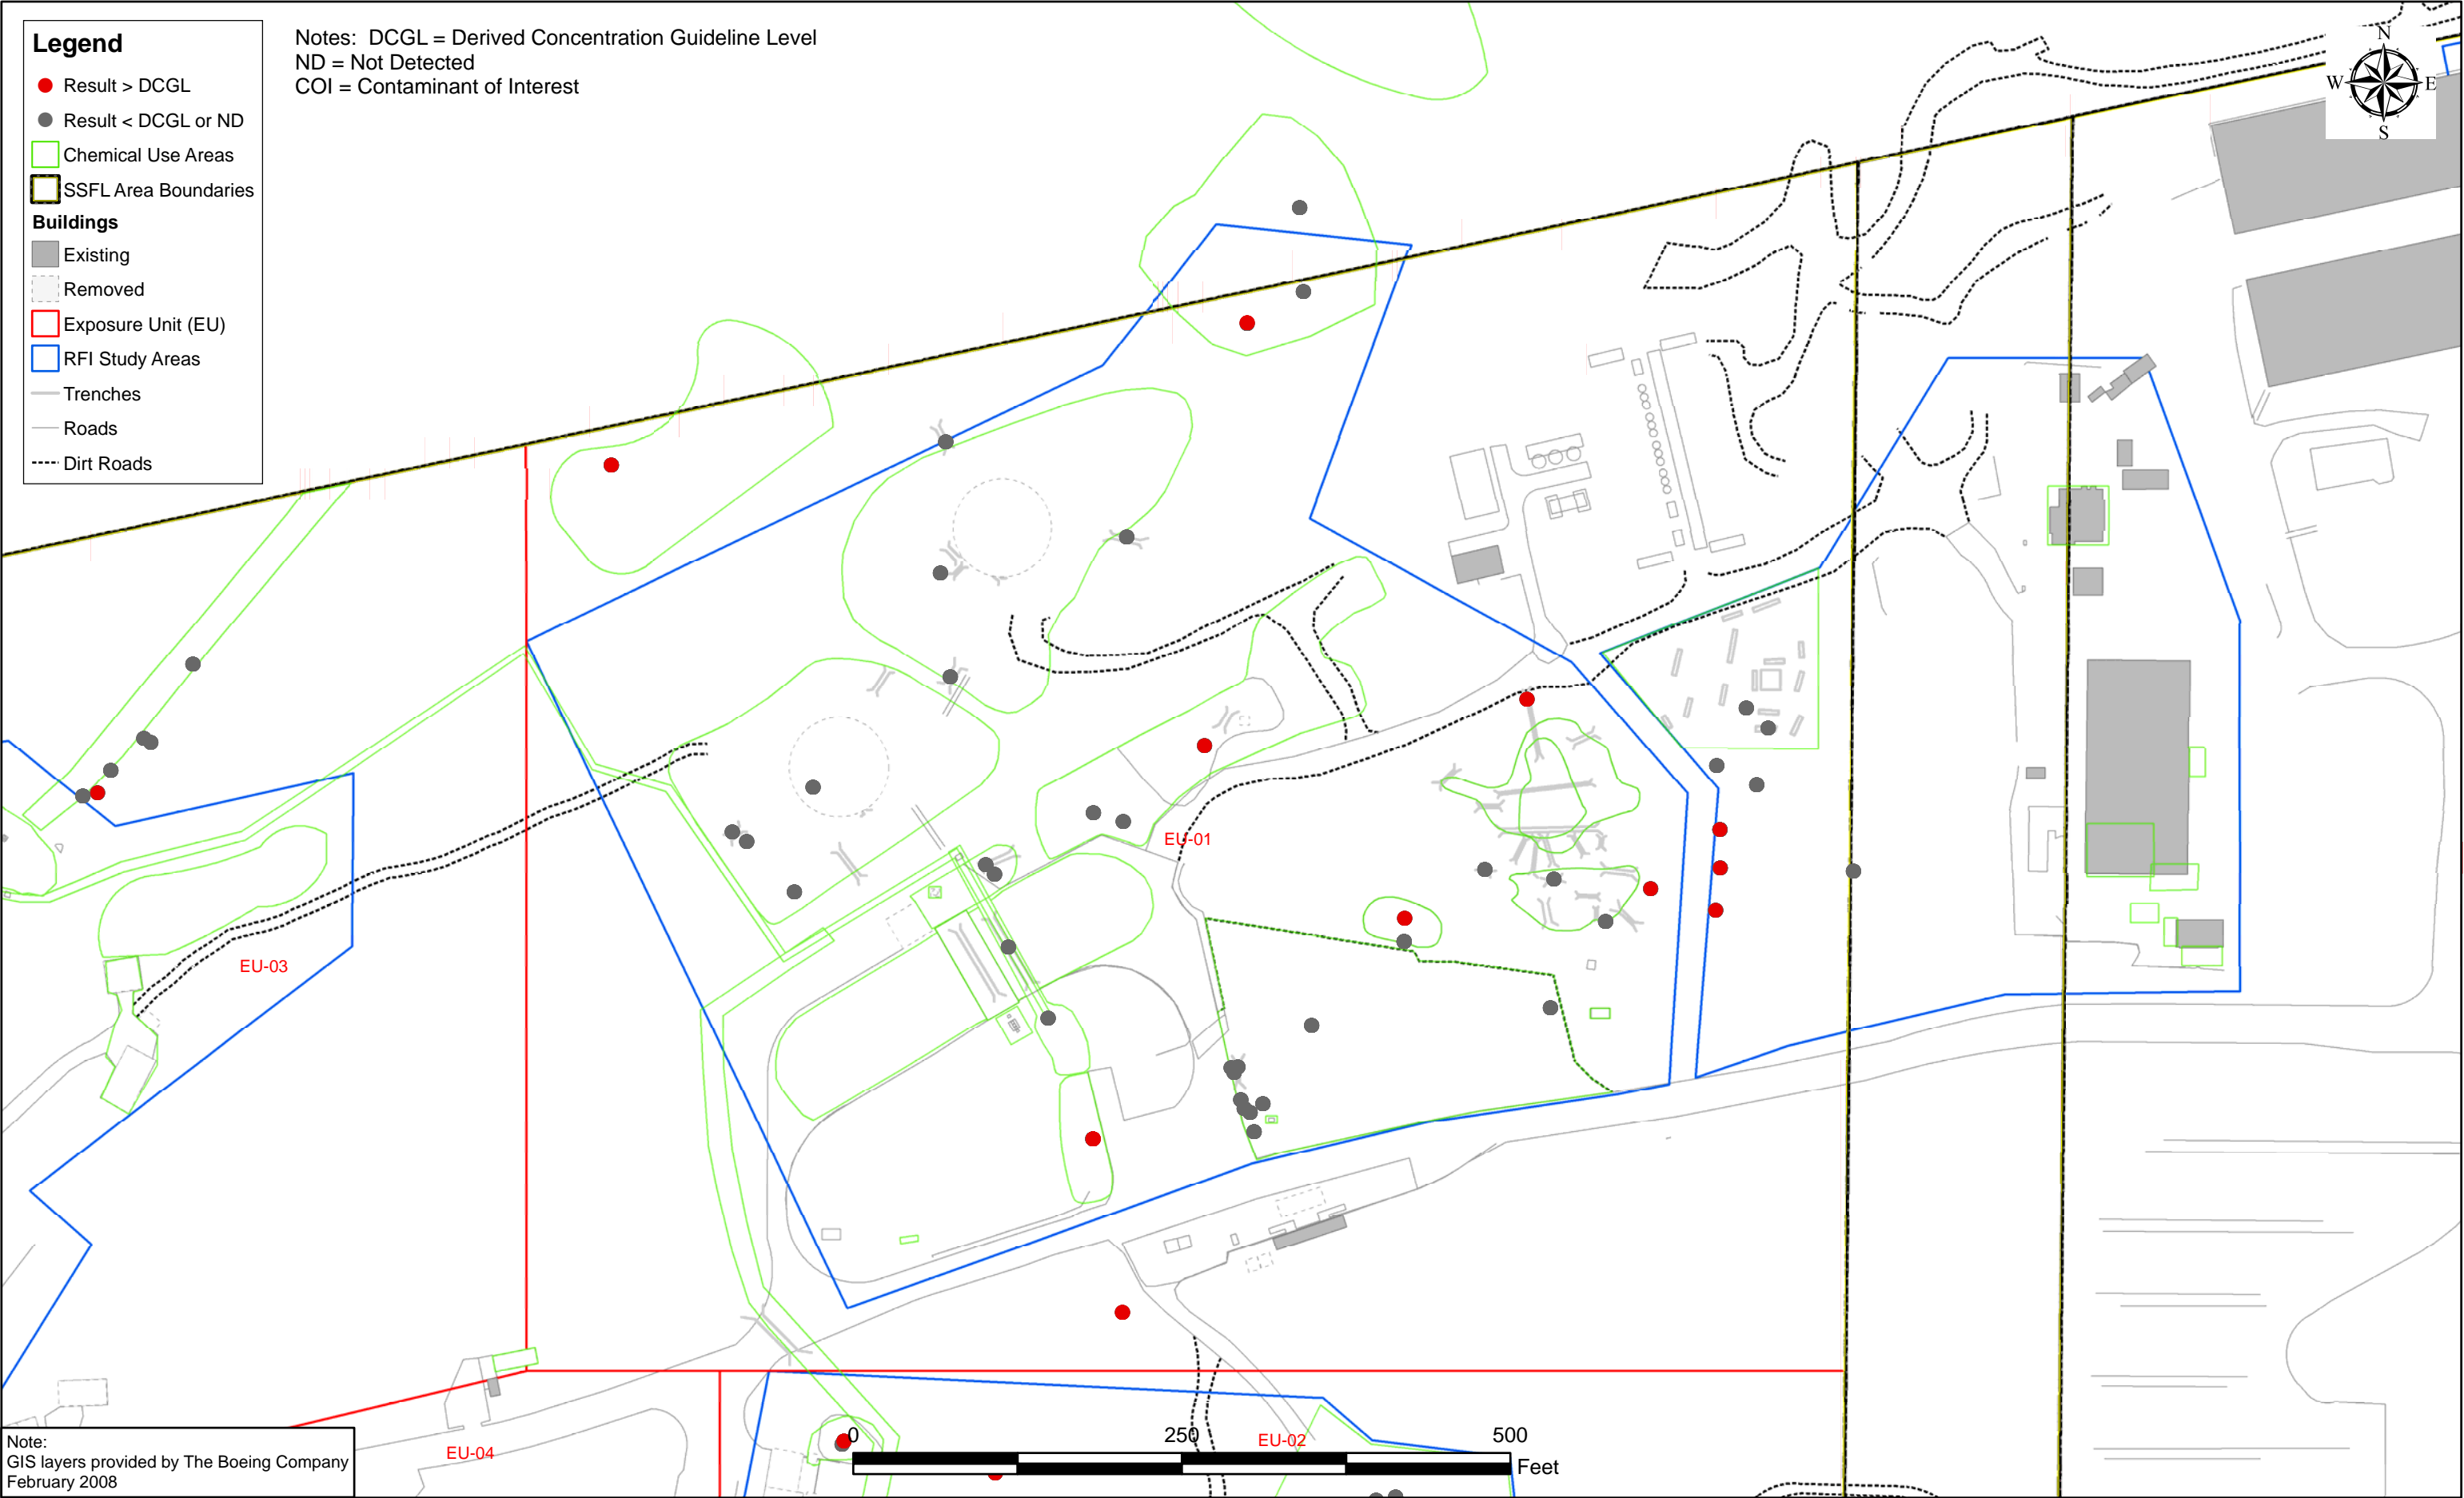 Legend
Result > DCGL
Result < DCGL or ND
Chemical Use Areas
SSFL Area Boundaries
Buildings
Existing
Removed
Exposure Unit (EU)
RFI Study Areas
Trenches
Roads
Dirt Roads
Notes:  DCGL = Derived Concentration Guideline Level
ND = Not Detected
COI = Contaminant of Interest
N
W
E
S
EU-01
EU-03
EU-04
EU-02
0
250
500
Feet
Note:
GIS layers provided by The Boeing Company
February 2008